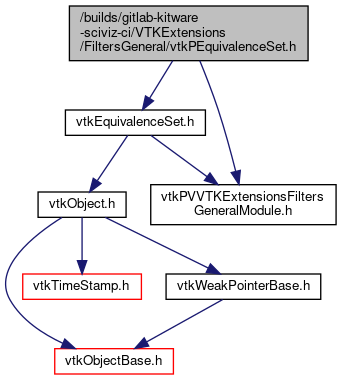 /builds/gitlab-kitware
-sciviz-ci/VTKExtensions
/FiltersGeneral/vtkPEquivalenceSet.h
vtkEquivalenceSet.h
vtkObject.h
vtkPVVTKExtensionsFilters
GeneralModule.h
vtkTimeStamp.h
vtkWeakPointerBase.h
vtkObjectBase.h